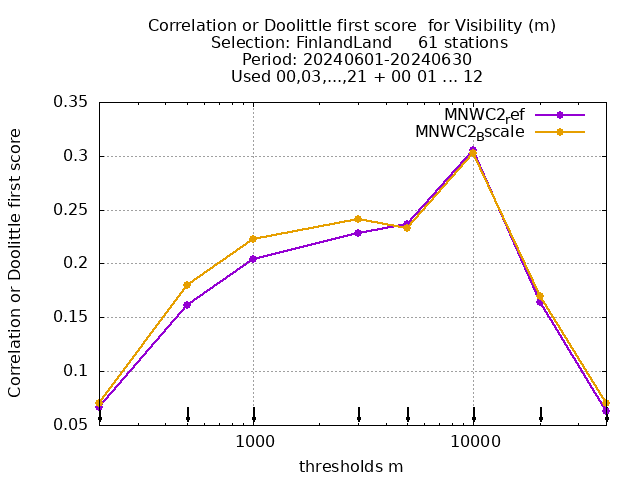 Correlation or Doolittle first score  for Visibility (m)
Selection: FinlandLand     61 stations
Period: 20240601-20240630
Used 00,03,...,21 + 00 01 ... 12
MNWC2ref
MNWC2Bscale
Correlation or Doolittle first score
0.35
0.3
0.25
0.2
0.15
0.1
0.05
1000
10000
thresholds m